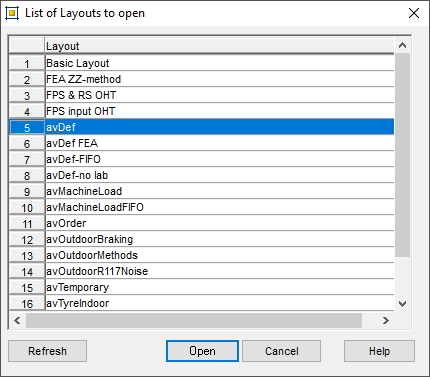 List of Layouts to open
Layout
1 Basic Layout
2 FEA ZZ-method
3 FPS & RS OHT
4 FPS input OHT
5 avDef
6 avDef FEA
7 avDef-FIFO
8 avDef-no lab
9 avMachineLoad
10 avMachineLoadFIFO
11 avOrder
12 avOutdoorBraking
13 avOutdoorMethods
14 avOutdoorR117Noise
15 avTemporary
16 avTyreIndoor
Refresh Open Cancel Help